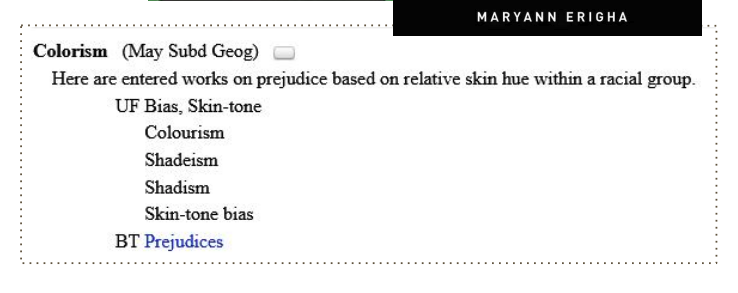 MARYANN ERIGHA
Colorism (May Subd Geog)
Here are entered works on prejudice based on relative skin hue within a racial group.
UF Bias, Skin-tone
Colourism
Shadeism
Shadism
Skin-tone bias
BT Prejudices